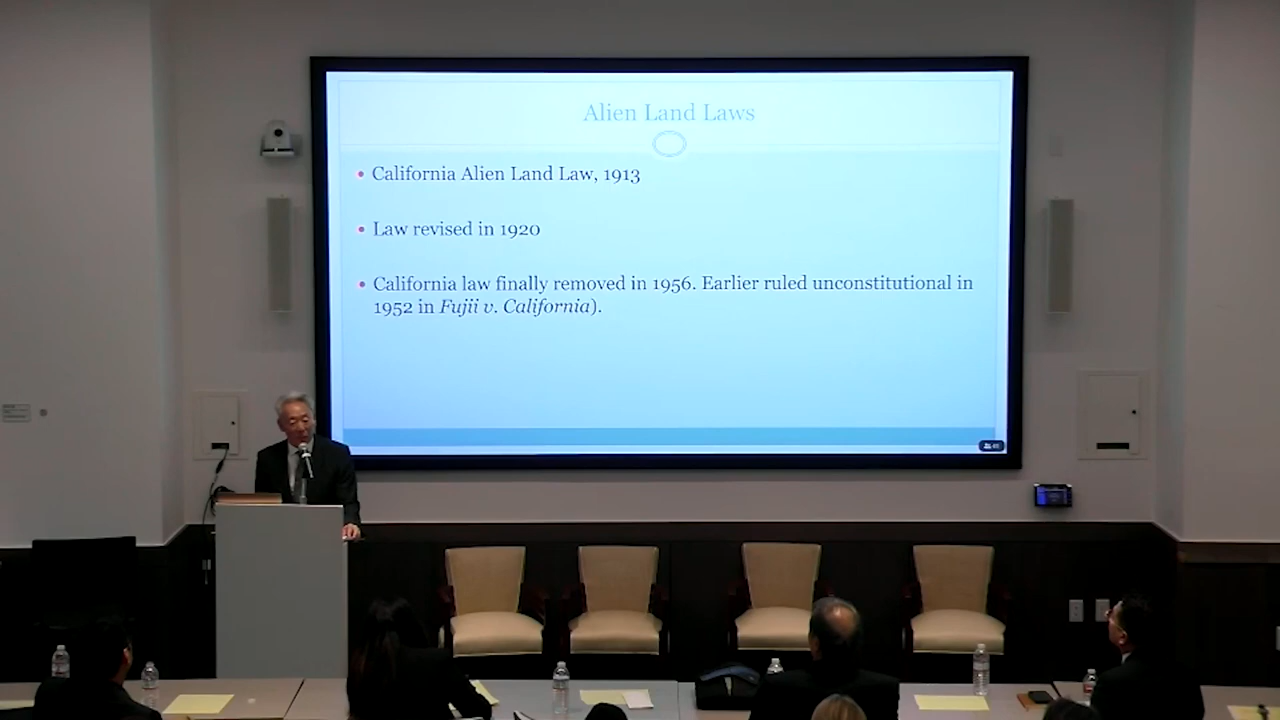 Alien Land Laws
• California Alien Land Law, 1913
• Law revised in 1920
• California law finally removed in 1956. Earlier ruled unconstitutional in
1952 in Fujii v. California).